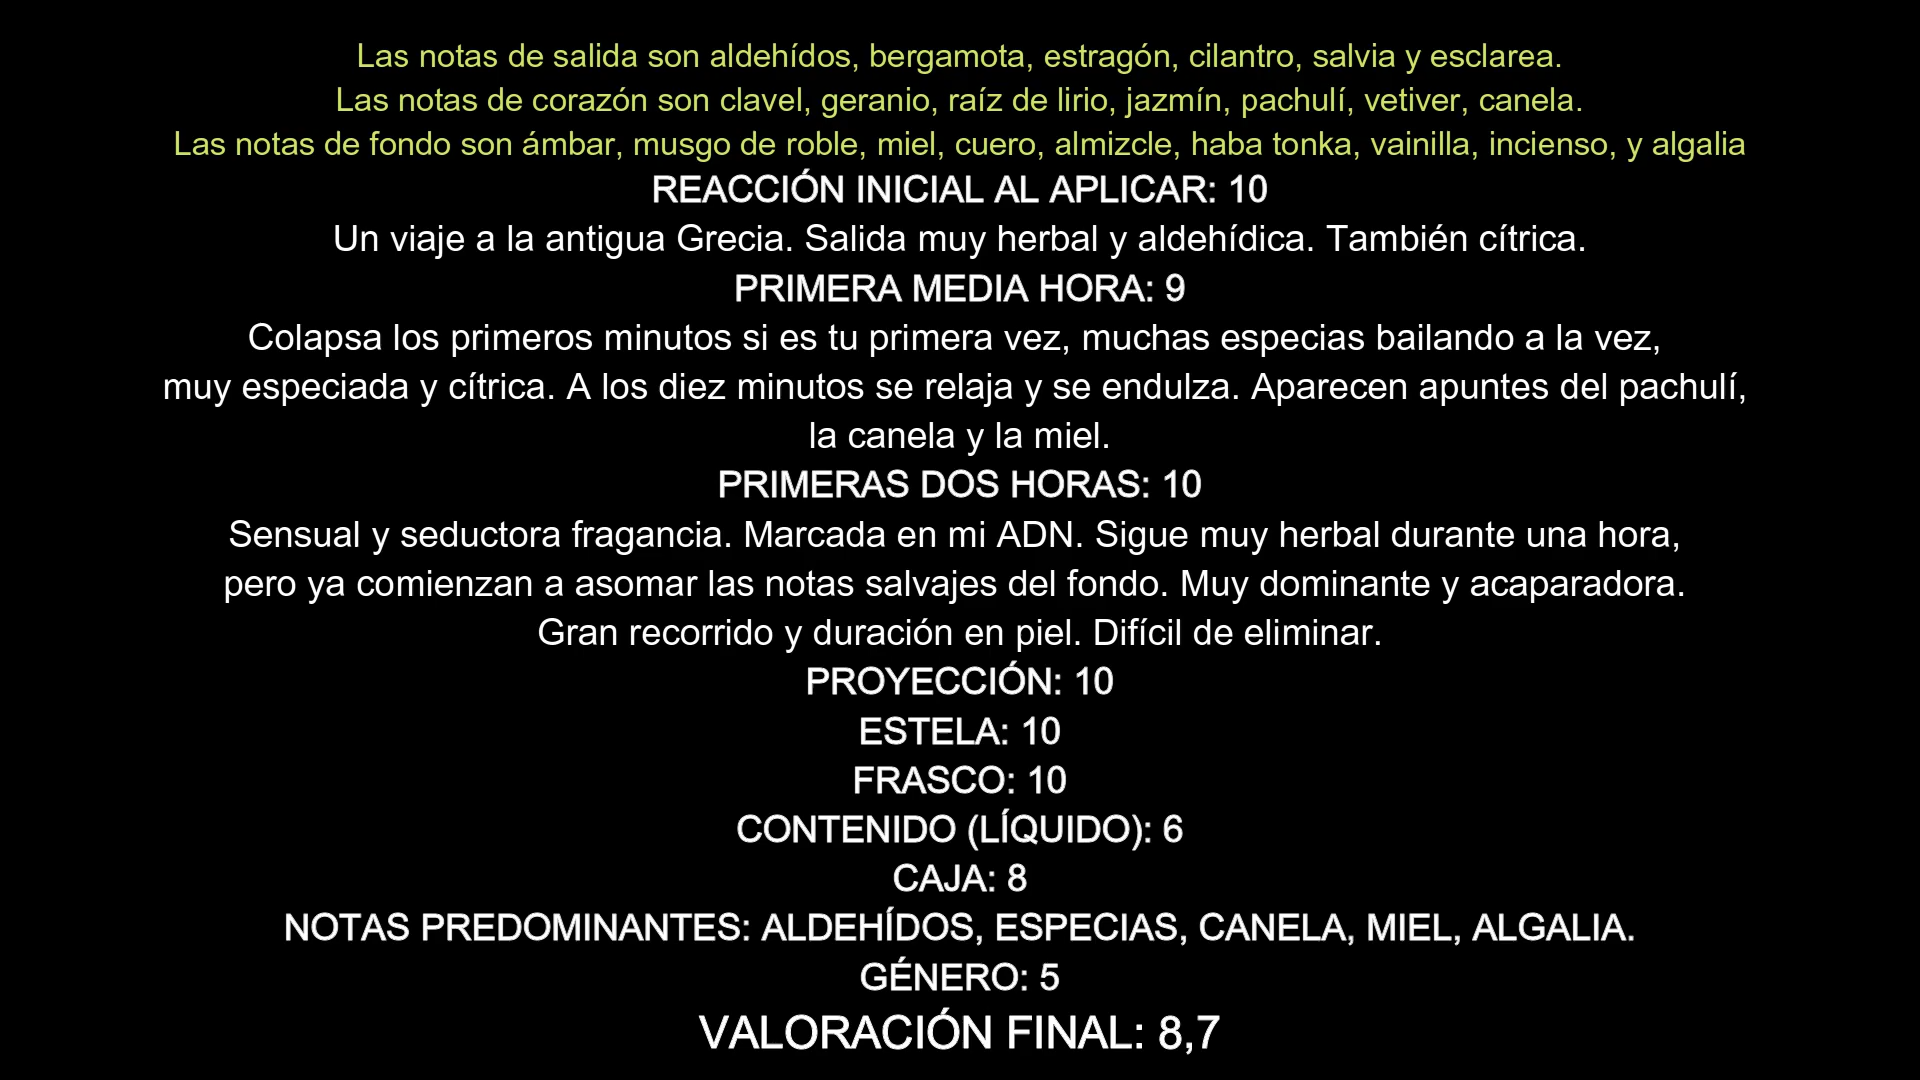 Las notas de salida son aldehídos, bergamota, estragón, cilantro, salvia y esclarea.
Las notas de corazón son clavel, geranio, raíz de lirio, jazmín, pachulí, vetiver, canela.
Las notas de fondo son ámbar, musgo de roble, miel, cuero, almizcle, haba tonka, vainilla, incienso, y algalia
REACCIÓN INICIAL AL APLICAR: 10
Un viaje a la antigua Grecia. Salida muy herbal y aldehídica. También cítrica.
PRIMERA MEDIA HORA: 9
Colapsa los primeros minutos si es tu primera vez, muchas especias bailando a la vez,
muy especiada y cítrica. A los diez minutos se relaja y se endulza. Aparecen apuntes del pachulí,
la canela y la miel.
PRIMERAS DOS HORAS: 10
Sensual y seductora fragancia. Marcada en mi ADN. Sigue muy herbal durante una hora,
pero ya comienzan a asomar las notas salvajes del fondo. Muy dominante y acaparadora.
Gran recorrido y duración en piel. Difícil de eliminar.
PROYECCIÓN: 10
ESTELA: 10
FRASCO: 10
CONTENIDO (LÍQUIDO): 6
CAJA: 8
NOTAS PREDOMINANTES: ALDEHÍDOS, ESPECIAS, CANELA, MIEL, ALGALIA.
GÉNERO: 5
VALORACIÓN FINAL: 8,7